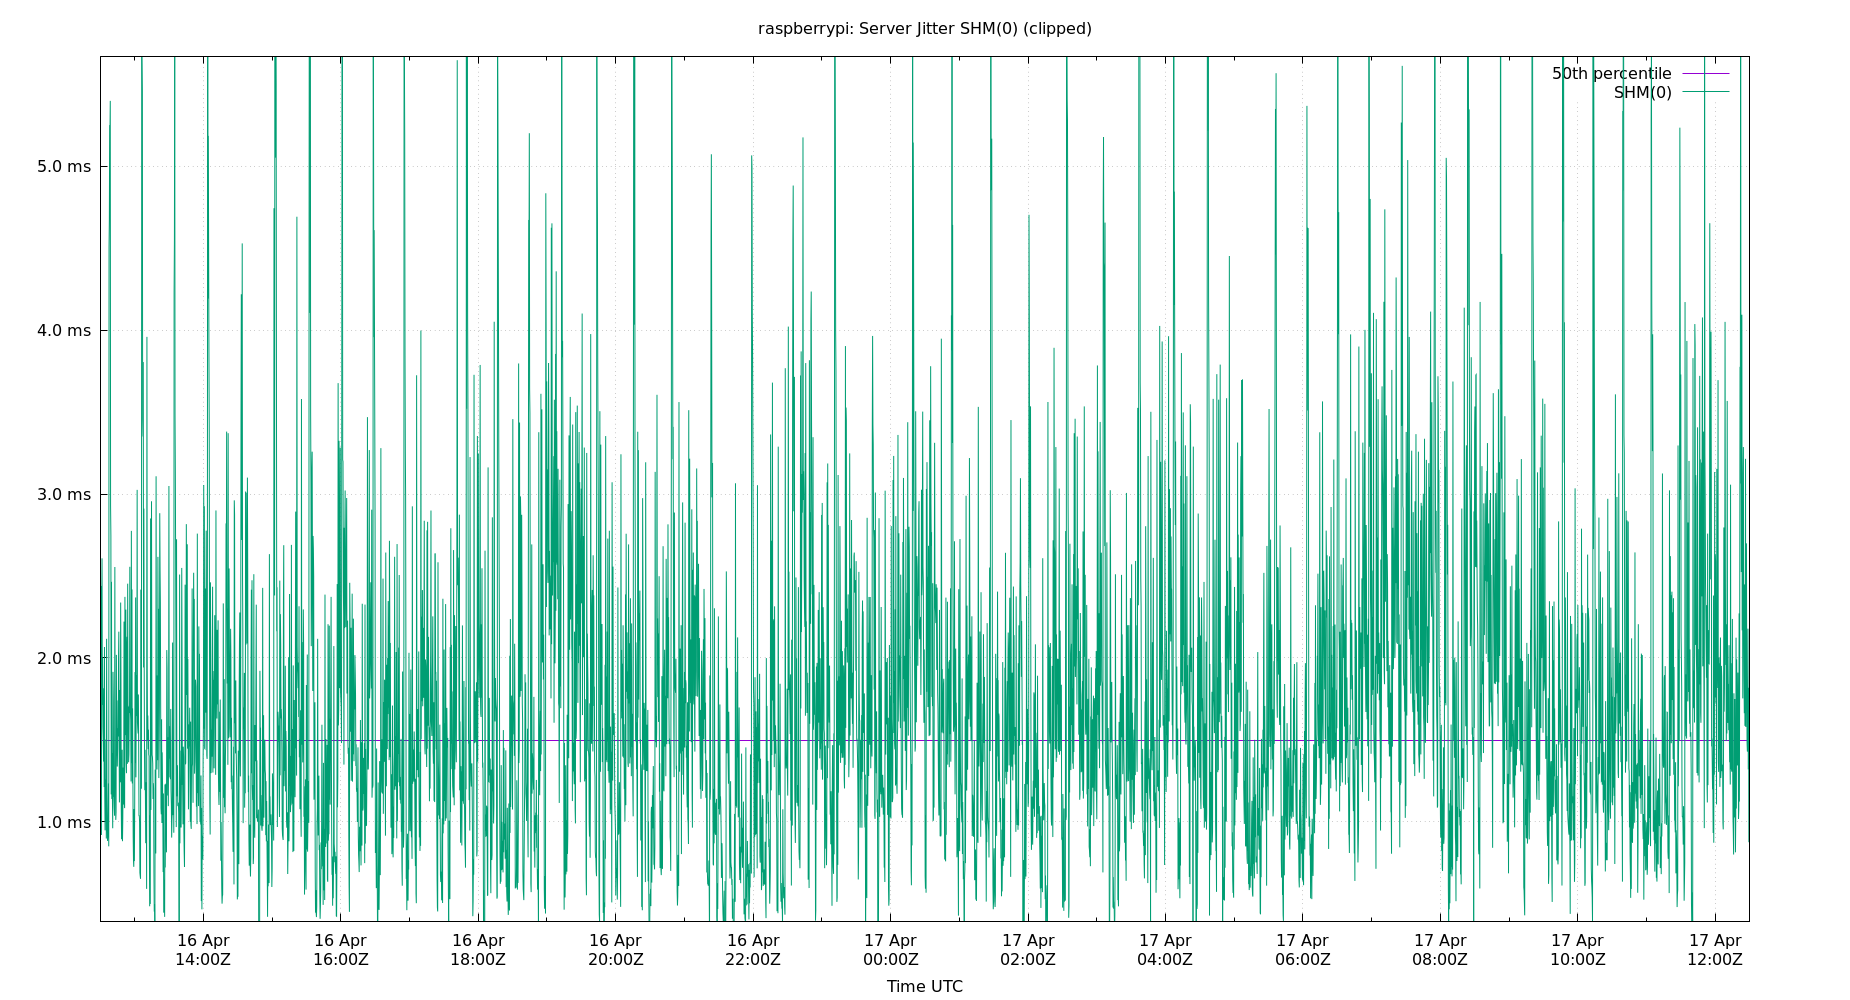 raspberrypi: Server Jitter SHM(0) (clipped)
50th percentile
SHM(0)
5.0 ms
4.0 ms
3.0 ms
2.0 ms
1.0 ms
16 Apr 16 Apr 16 Apr 16 Apr 16 Apr 17 Apr 17 Apr 17 Apr 17 Apr 17 Apr 17 Apr 17 Apr
14:00Z 16:00Z 18:00Z 20:00Z 22:00Z 00:00Z 02:00Z 04:00Z 06:00Z 08:00Z 10:00Z 12:00Z
Time UTC